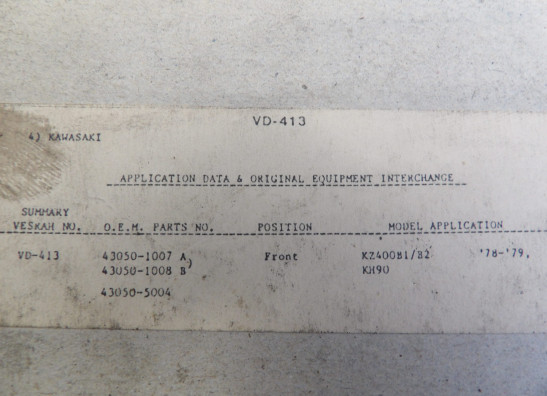 VD-413
4) KAWASAKI
APPLICATION DATA & ORIGINAL EQUIPMENT INTERCHANGE
SUMMARY
VESRAH NO. O.E.M. PARTS NO. POSITION MODEL APPLICATION
VD-413 43050-1007 A) Front KZ400B1/B2 '78-'79,
43050-1008 B KH90
43050-5004